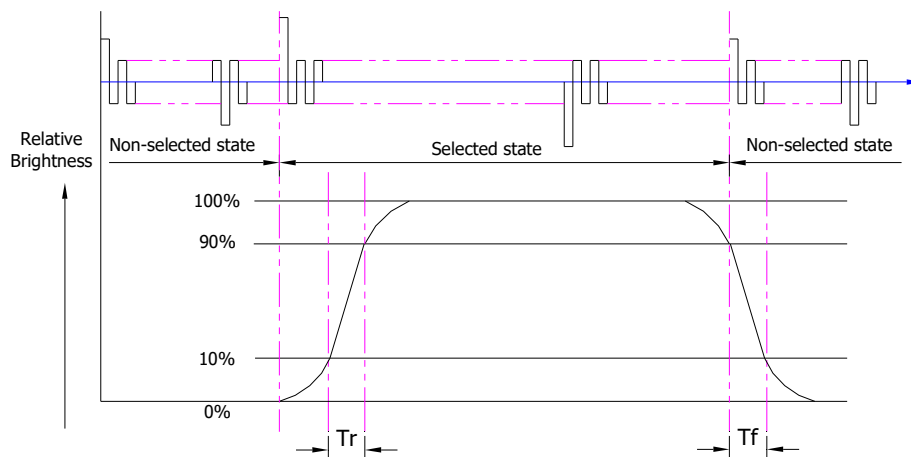 Relative
Brightness
Non-selected state
Selected state
Non-selected state
100%
90%
10%
0%
Tr
Tf